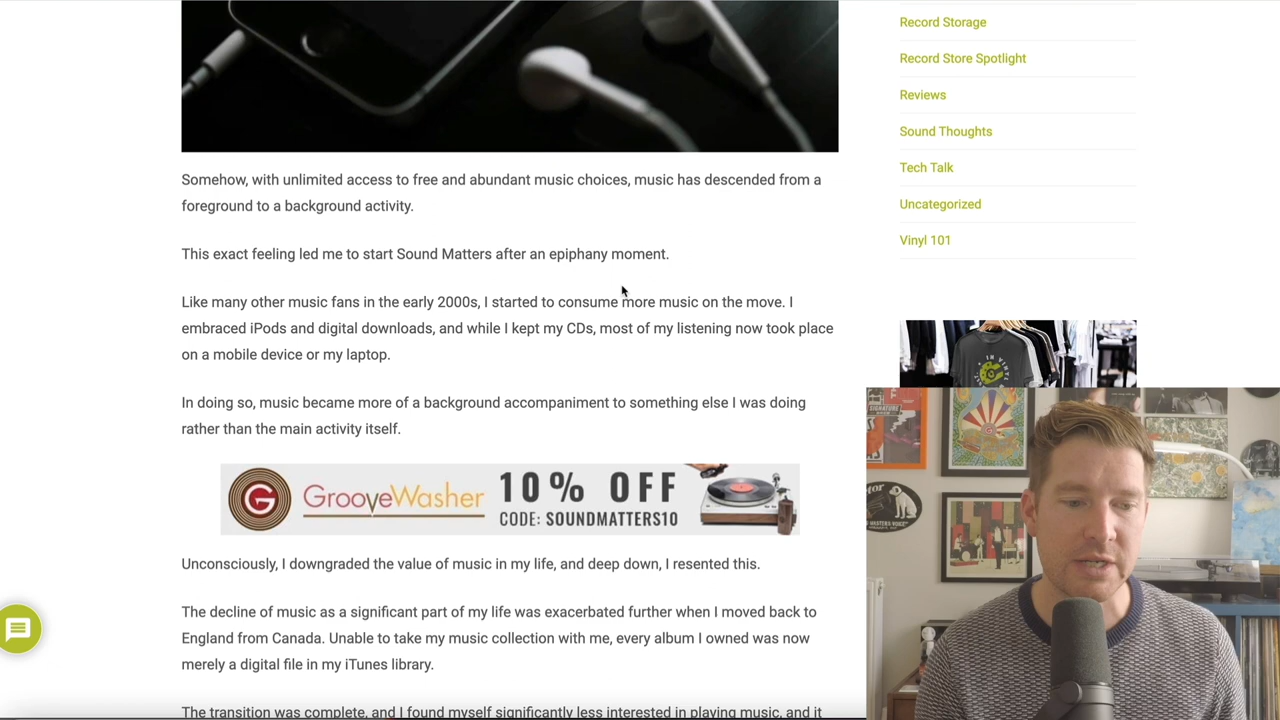 Record Storage
Record Store Spotlight
Reviews
Sound Thoughts
Tech Talk
Uncategorized
Vinyl 101
Somehow, with unlimited access to free and abundant music choices, music has descended from a
foreground to a background activity.
This exact feeling led me to start Sound Matters after an epiphany moment.
Like many other music fans in the early 2000s, I started to consume more music on the move. I
embraced iPods and digital downloads, and while I kept my CDs, most of my listening now took place
on a mobile device or my laptop.
In doing so, music became more of a background accompaniment to something else I was doing
rather than the main activity itself.
G GrooveWasher
10% OFF
CODE: SOUNDMATTERS10
Unconsciously, I downgraded the value of music in my life, and deep down, I resented this.
The decline of music as a significant part of my life was exacerbated further when I moved back to
England from Canada. Unable to take my music collection with me, every album I owned was now
merely a digital file in my iTunes library.
The transition was complete, and I found myself significantly less interested in playing music, and it
IN VINYL
SIGNATURE